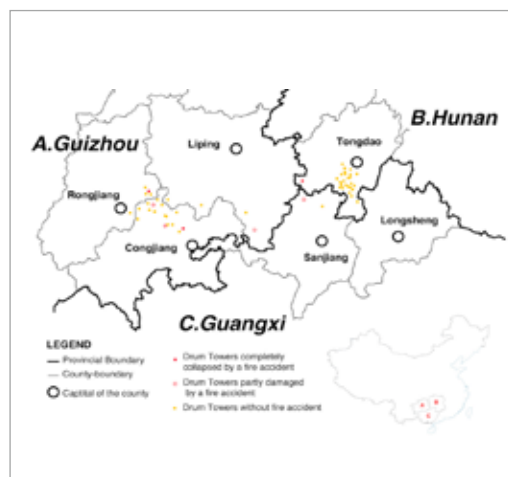 B.Hunan
A.Guizhou
Liping
Tongdao
Rongjiang
Longsheng
Congjiang
Sanjiang
C.Guangxi
LEGEND
Provincial Boundary
County-boundary
Captital of the county
Drum Towers completely
collapsed by a fire accident
Drum Towers partly damaged
by a fire accident
Drum Towers without fire accident
A B
C